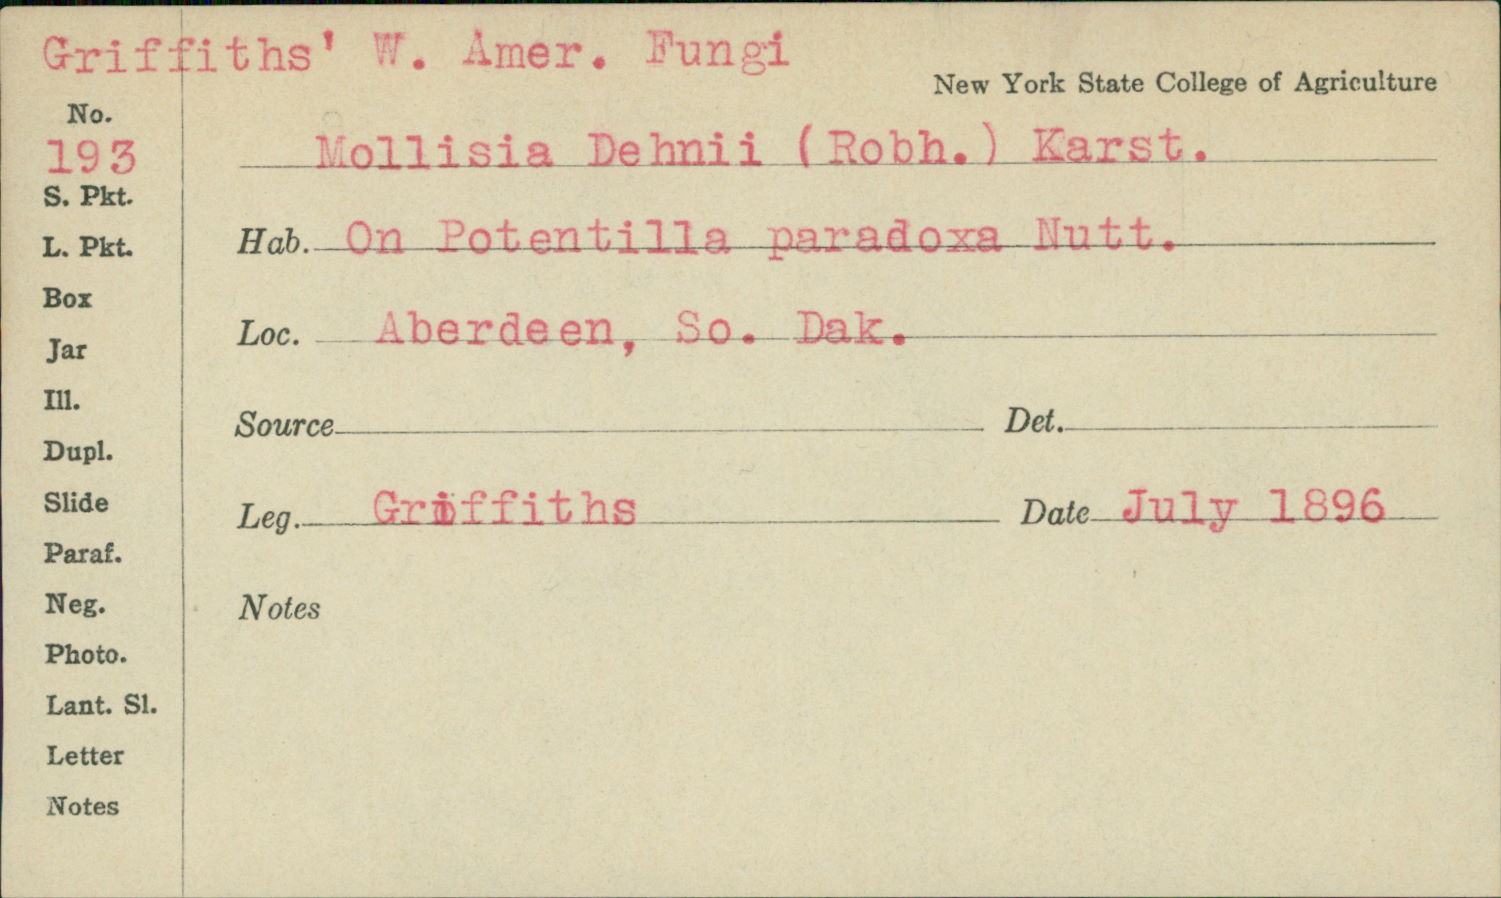 Griffiths' W. Amer. Fungi
New York State College of Agriculture
No.
193
Mollisia Dehnii (Robh.) Karst.
S. Pkt.
L. Pkt.
Hab. On Potentilla paradoxa Nutt.
Box
Loc. Aberdeen, So. Dak.
Jar
Ill.
Source Det.
Dupl.
Slide
Leg. Griffiths Date July 1896
Paraf.
Neg.
Notes
Photo.
Lant. Sl.
Letter
Notes